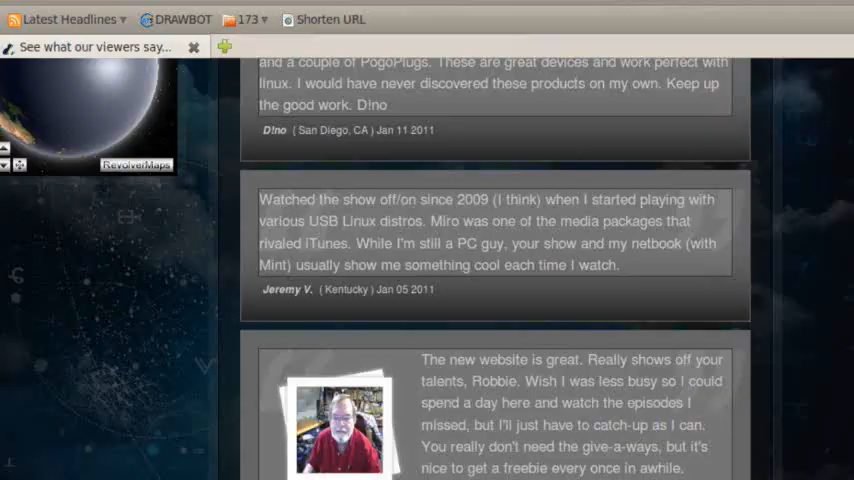 Latest Headlines
DRAWBOT
173
Shorten URL
See what our viewers say...
and a couple of PogoPlugs. These are great devices and work perfect with
linux. I would have never discovered these products on my own. Keep up
the good work. D!no
D!no ( San Diego, CA ) Jan 11 2011
RevolverMaps
Watched the show off/on since 2009 (I think) when I started playing with
various USB Linux distros. Miro was one of the media packages that
rivaled iTunes. While I'm still a PC guy, your show and my netbook (with
Mint) usually show me something cool each time I watch.
Jeremy V. ( Kentucky ) Jan 05 2011
The new website is great. Really shows off your
talents, Robbie. Wish I was less busy so I could
spend a day here and watch the episodes I
missed, but I'll just have to catch-up as I can.
You really don't need the give-a-ways, but it's
nice to get a freebie every once in awhile.